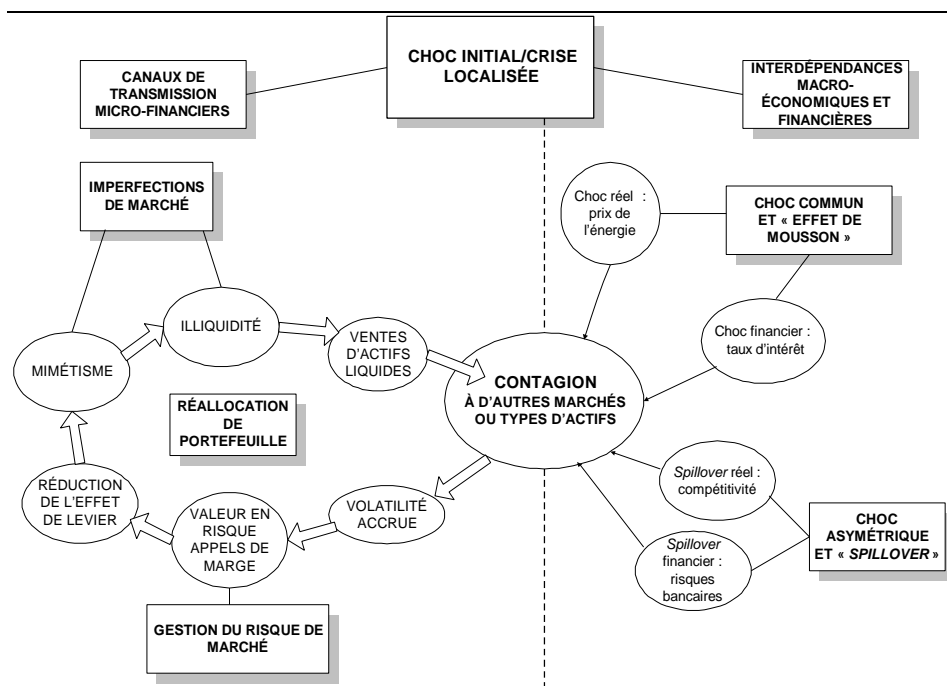 CHOC INITIAL/CRISE
LOCALISÉE
CANAUX DE
TRANSMISSION
MICRO-FINANCIERS
INTERDÉPENDANCES
MACRO-
ÉCONOMIQUES ET
FINANCIÈRES
IMPERFECTIONS
DE MARCHÉ
Choc réel :
prix de
l'énergie
CHOC COMMUN
ET « EFFET DE
MOUSSON »
ILLIQUIDITÉ
MIMÉTISME
VENTES
D'ACTIFS
LIQUIDES
Choc financier :
taux d'intérêt
CONTAGION
À D'AUTRES MARCHÉS
OU TYPES D'ACTIFS
RÉALLOCATION
DE
PORTEFEUILLE
RÉDUCTION
DE L'EFFET
DE LEVIER
VALEUR EN
RISQUE
APPELS DE
MARGE
VOLATILITÉ
ACCRUE
Spillover réel :
compétitivité
Spillover
financier :
risques
bancaires
CHOC
ASYMÉTRIQUE
ET « SPILLOVER »
GESTION DU RISQUE DE
MARCHÉ